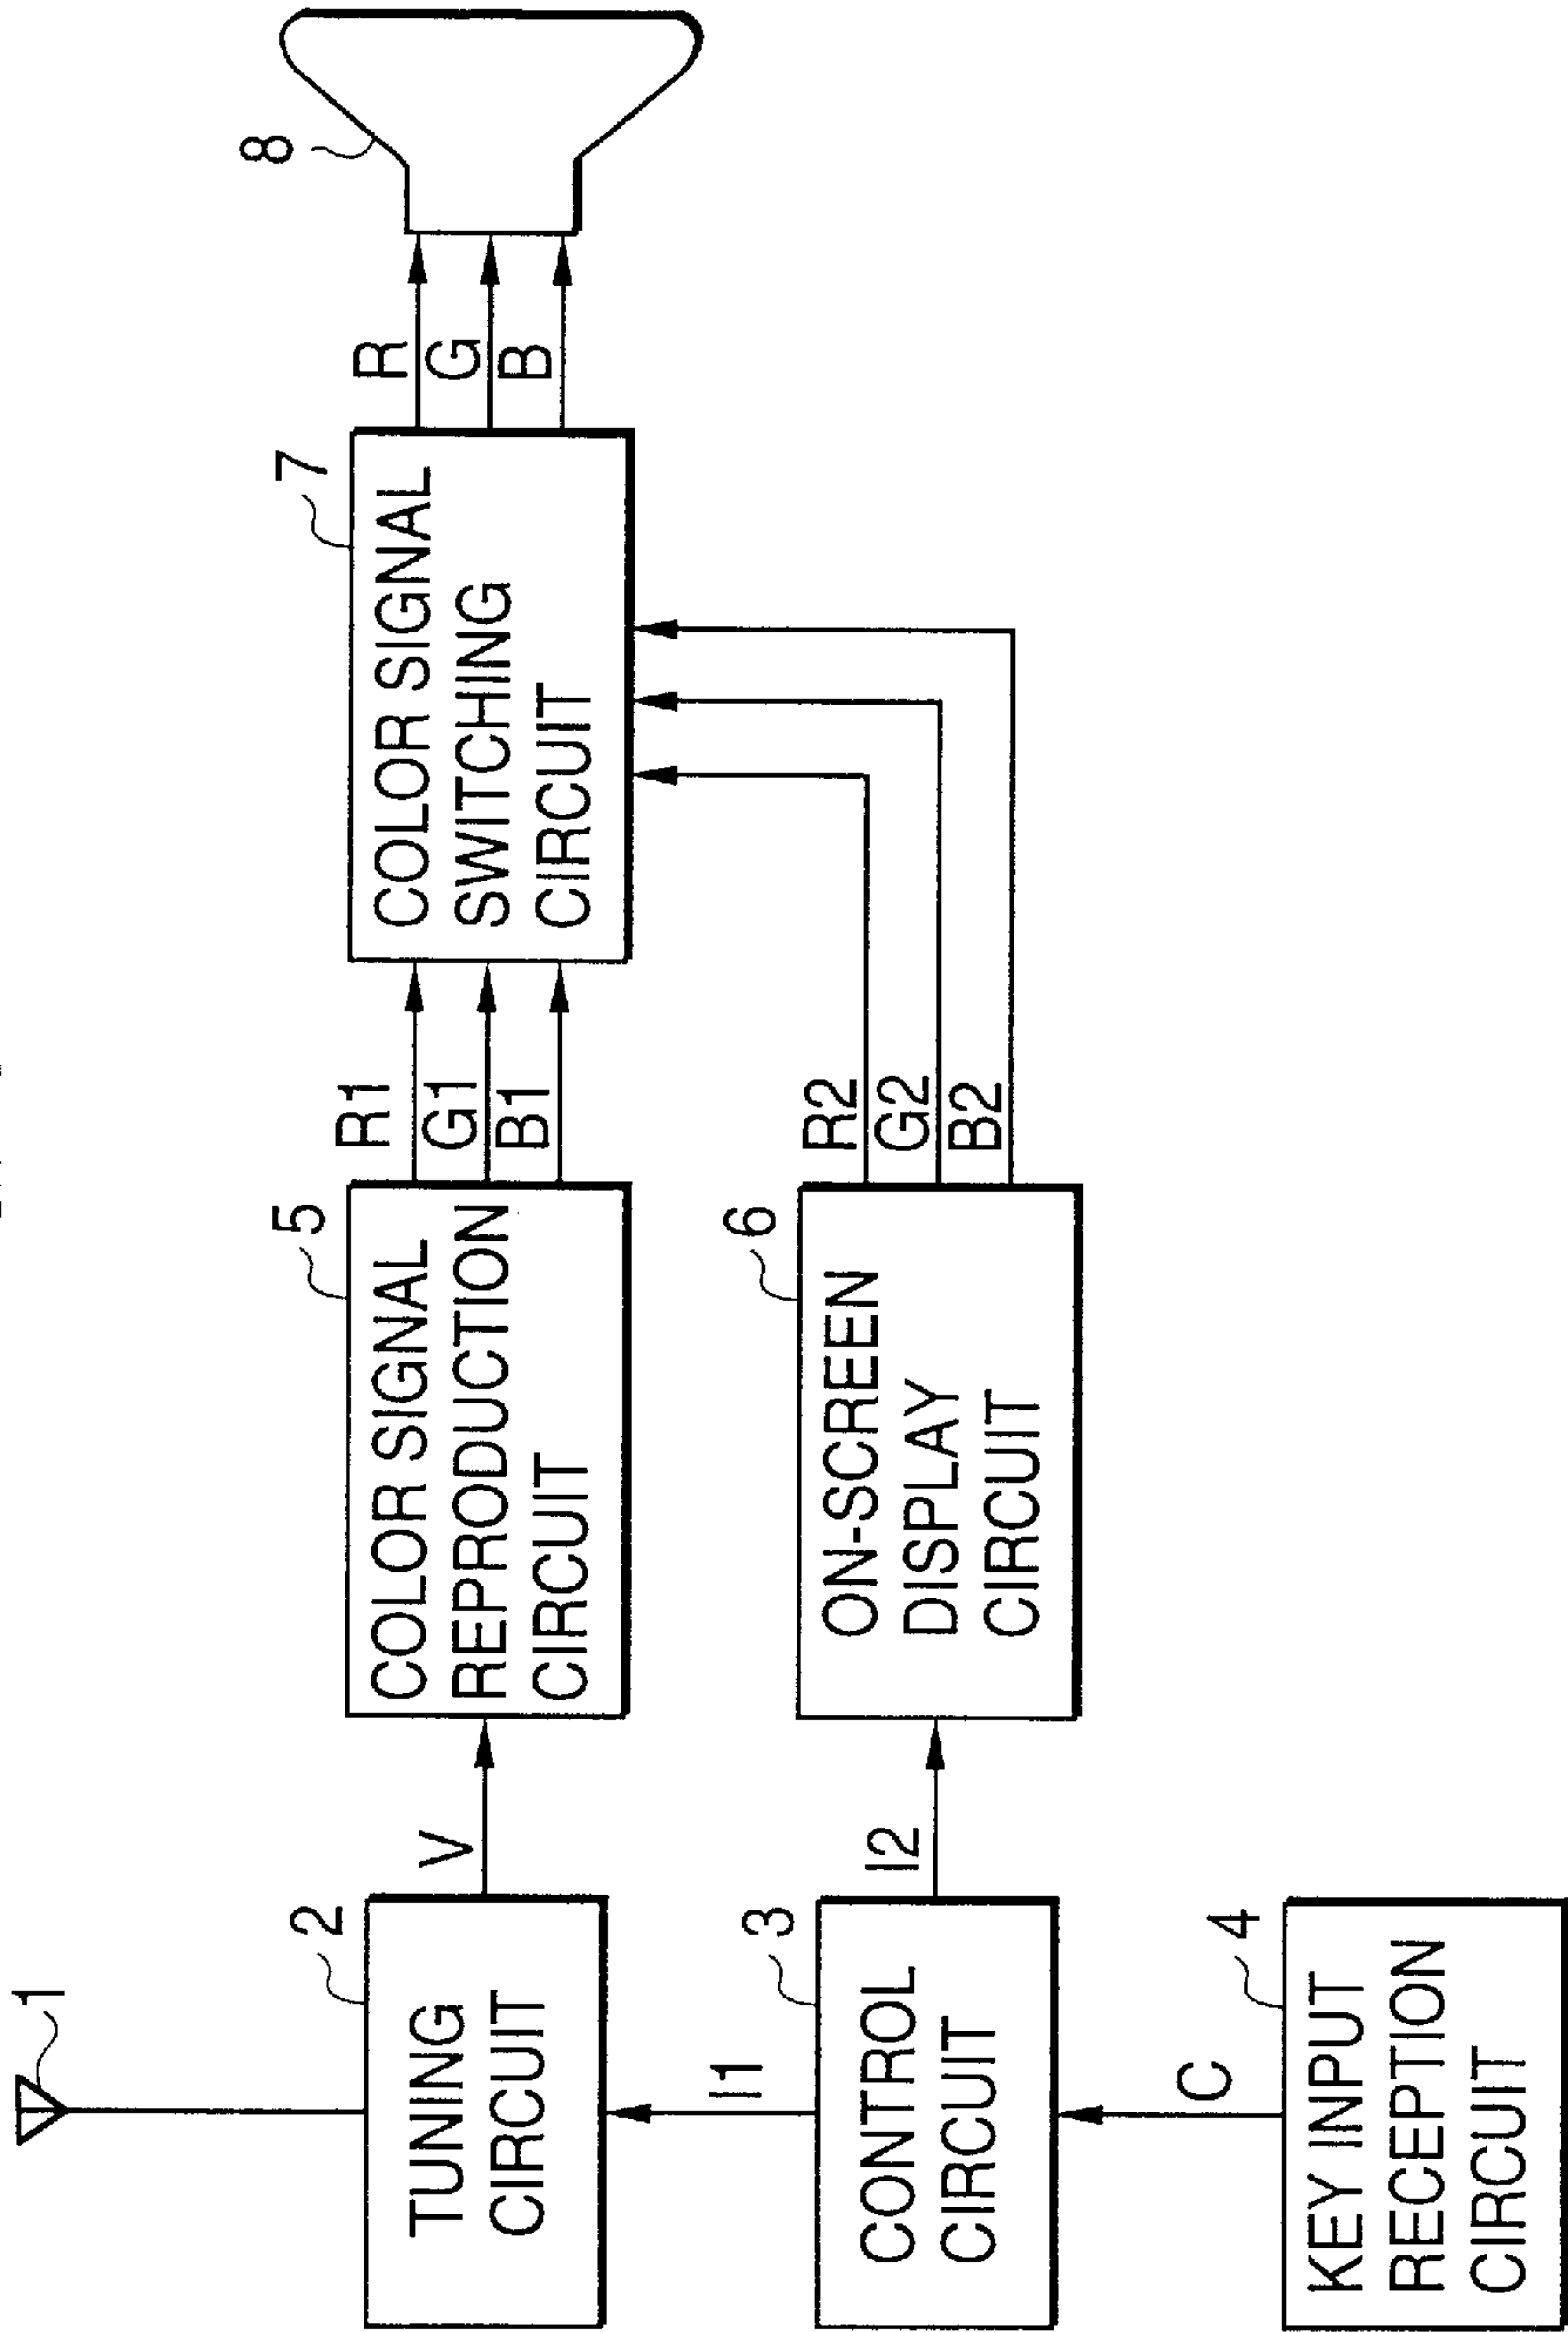 1
2
TUNING
CIRCUIT
V
5
COLOR SIGNAL
REPRODUCTION
CIRCUIT
R1
G1
B1
7
COLOR SIGNAL
SWITCHING
CIRCUIT
R
G
B
8
I1
3
CONTROL
CIRCUIT
I2
6
ON-SCREEN
DISPLAY
CIRCUIT
R2
G2
B2
C
4
KEY INPUT
RECEPTION
CIRCUIT